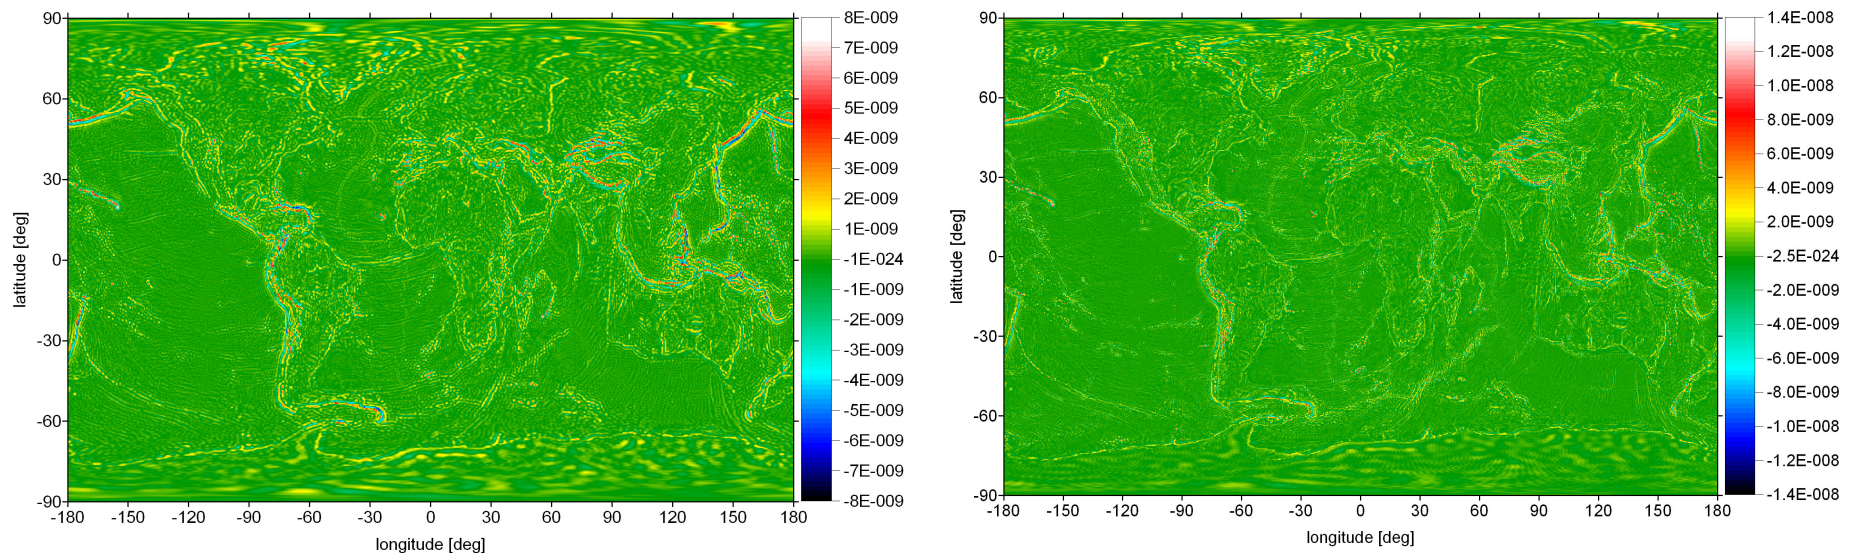 90
60
30
0
-30
-60
-90
latitude [deg]
-180 -150 -120 -90 -60 -30 0 30 60 90 120 150 180
longitude [deg]
8E-009
7E-009
6E-009
5E-009
4E-009
3E-009
2E-009
1E-009
-1E-024
-1E-009
-2E-009
-3E-009
-4E-009
-5E-009
-6E-009
-7E-009
-8E-009
90
60
30
0
-30
-60
-90
latitude [deg]
-180 -150 -120 -90 -60 -30 0 30 60 90 120 150 180
longitude [deg]
1.4E-008
1.2E-008
1.0E-008
8.0E-009
6.0E-009
4.0E-009
2.0E-009
-2.5E-024
-2.0E-009
-4.0E-009
-6.0E-009
-8.0E-009
-1.0E-008
-1.2E-008
-1.4E-008